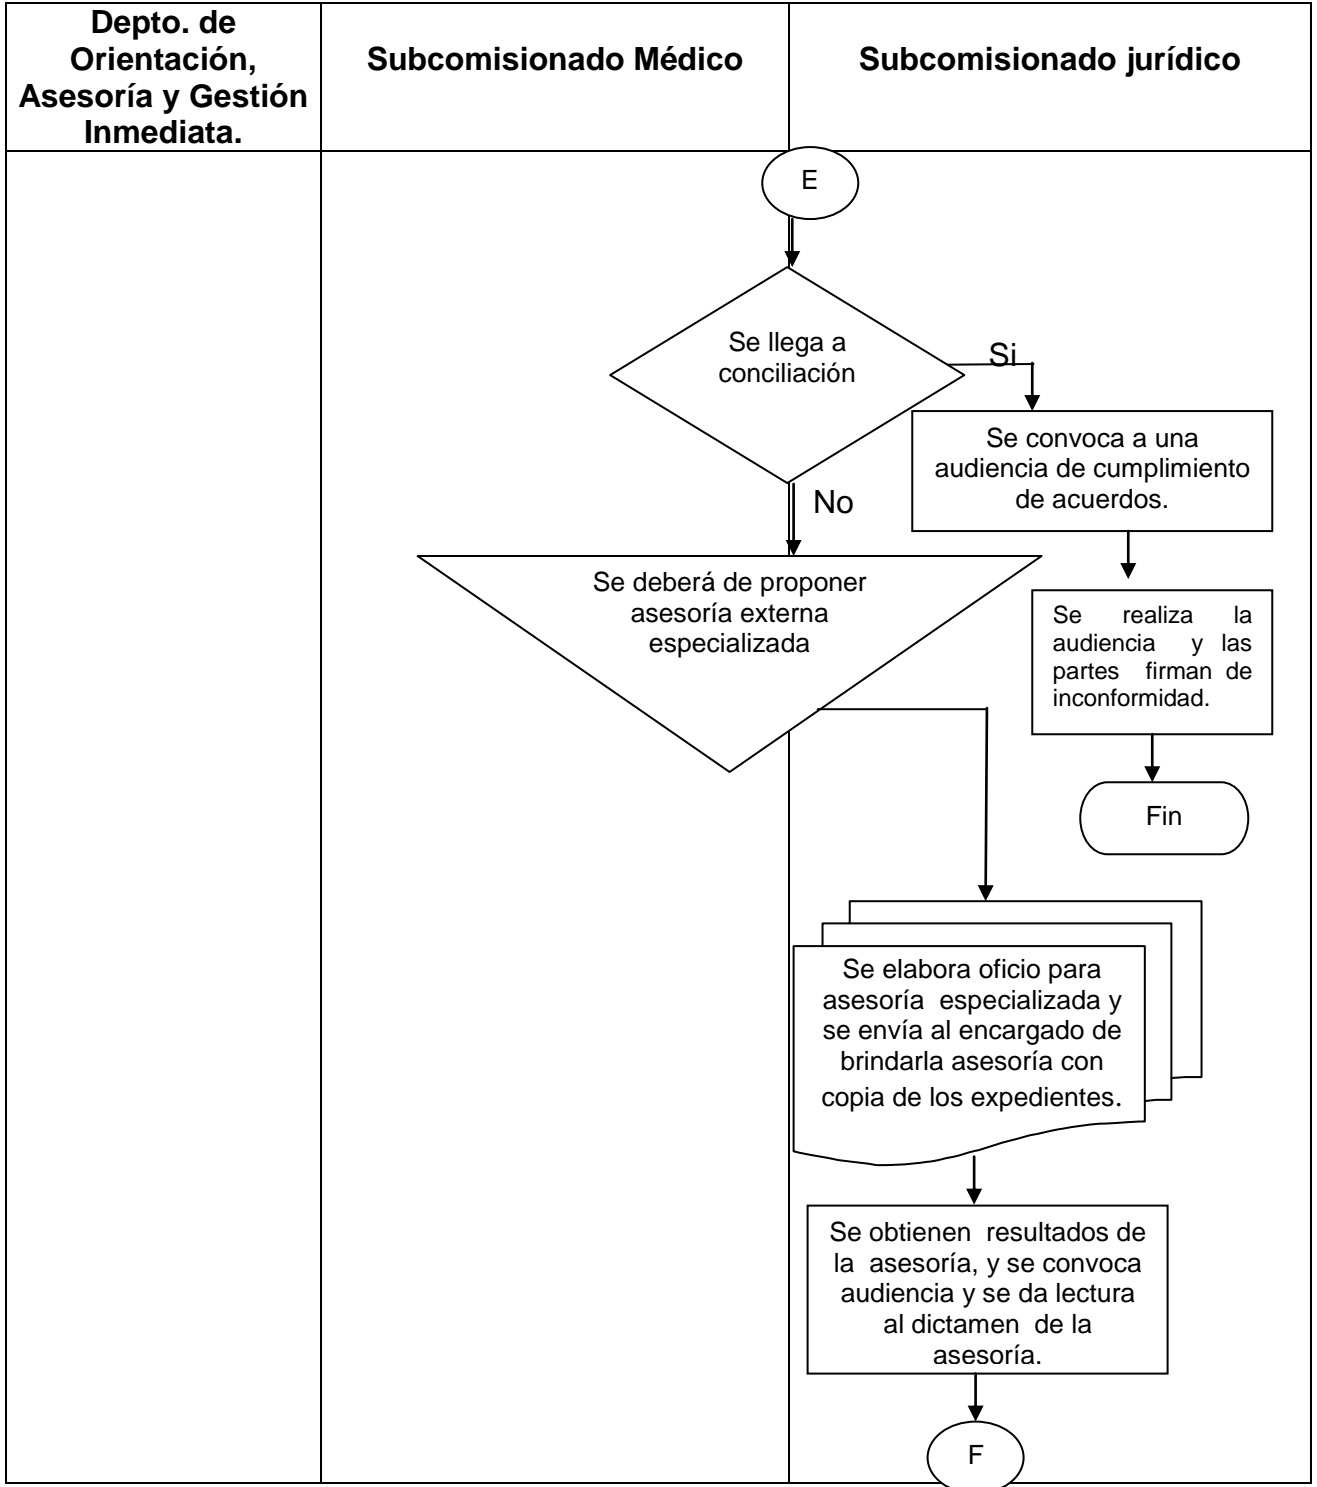 Depto. de
Orientación,
Asesoría y Gestión
Inmediata.
Subcomisionado Médico
Subcomisionado jurídico
E
Se llega a
conciliación
Si
Se convoca a una
audiencia de cumplimiento
de acuerdos.
No
Se deberá de proponer
asesoría externa
especializada
Se realiza la
audiencia y las
partes firman de
inconformidad.
Fin
Se elabora oficio para
asesoría especializada y
se envía al encargado de
brindarla asesoría con
copia de los expedientes.
Se obtienen resultados de
la asesoría, y se convoca
audiencia y se da lectura
al dictamen de la
asesoría.
F